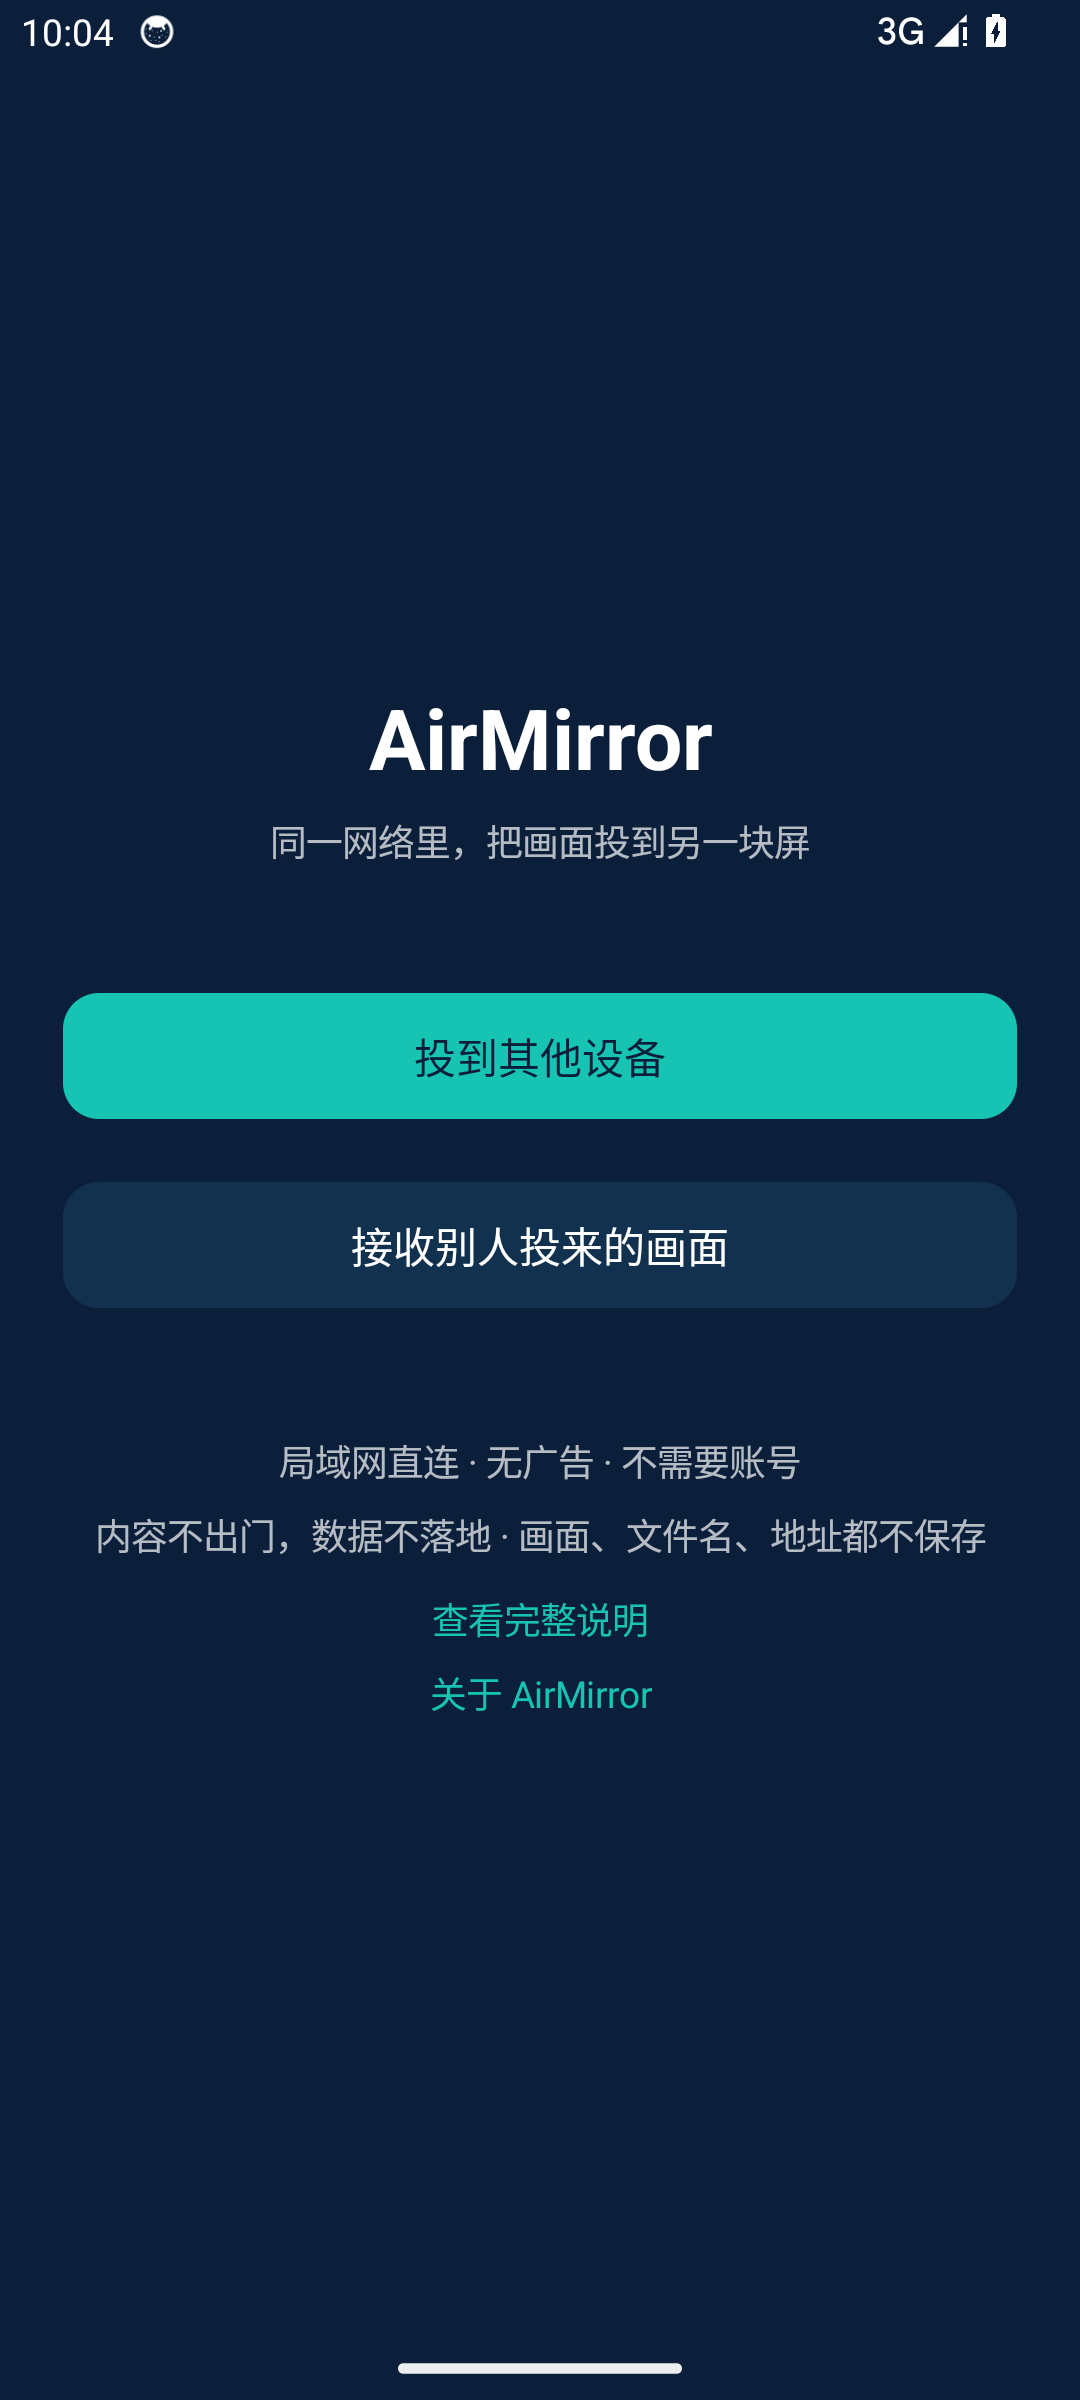 10:04
3G
AirMirror
同一网络里，把画面投到另一块屏
投到其他设备
接收别人投来的画面
局域网直连 · 无广告 · 不需要账号
内容不出门，数据不落地 · 画面、文件名、地址都不保存
查看完整说明
关于 AirMirror